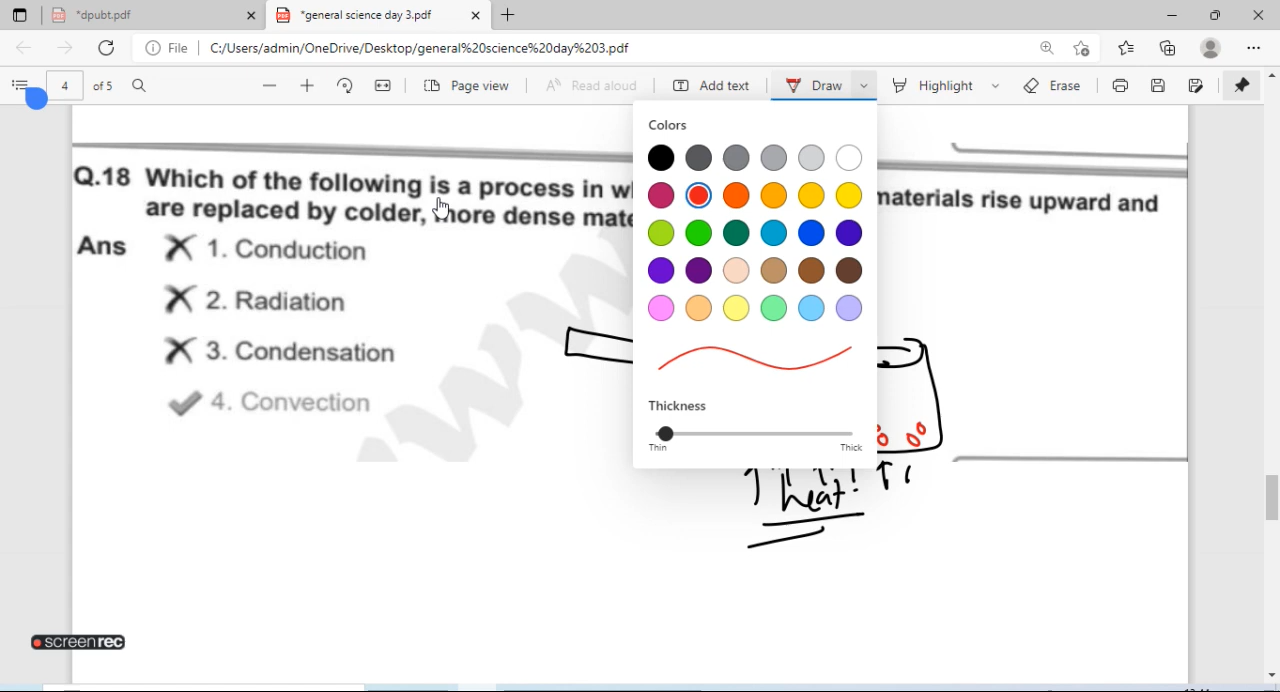 *dpubt.pdf
*general science day 3.pdf
File C:/Users/admin/OneDrive/Desktop/general%20science%20day%203.pdf
4 of 5 Page view Read aloud Add text Draw Highlight Erase
Colors
Thickness
Thin Thick
Q.18 Which of the following is a process in materials rise upward and
are replaced by colder, more dense
Ans 1. Conduction
2. Radiation
3. Condensation
4. Convection
www
heat!
screenrec